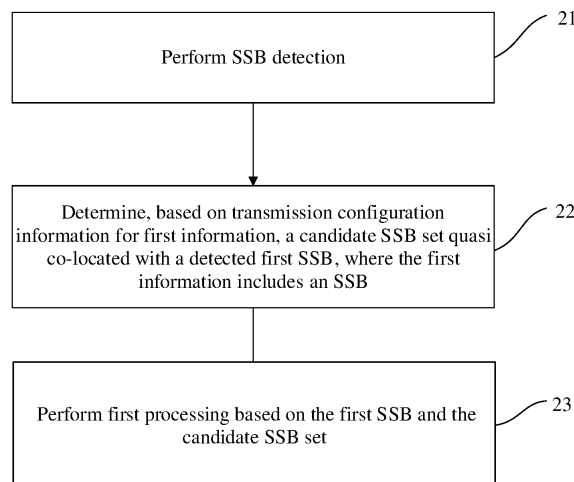 21
Perform SSB detection
22
Determine, based on transmission configuration
information for first information, a candidate SSB set quasi
co-located with a detected first SSB, where the first
information includes an SSB
23
Perform first processing based on the first SSB and the
candidate SSB set